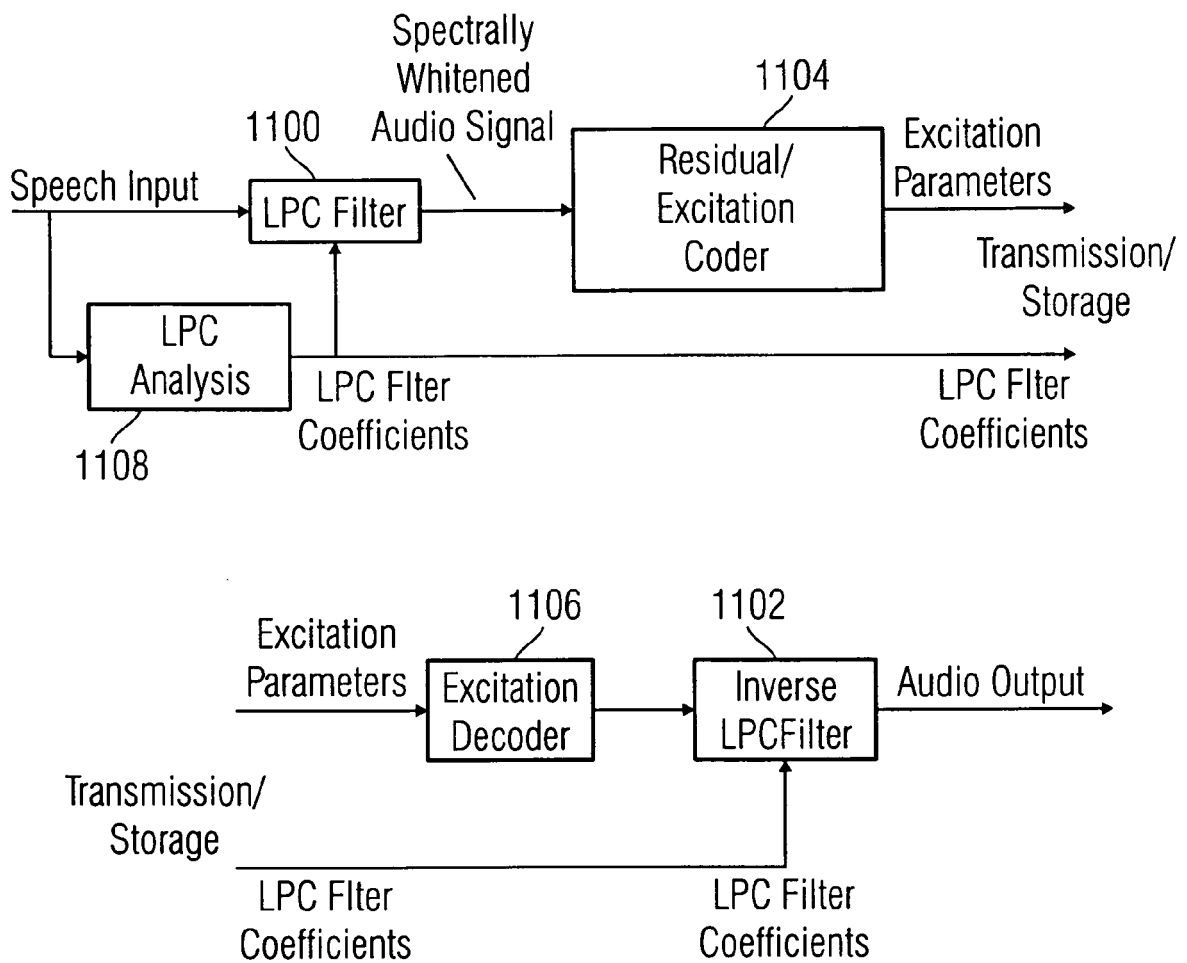 Spectrally
Whitened
Audio Signal
1100
1104
Speech Input
LPC Filter
Residual/
Excitation
Coder
Excitation
Parameters
Transmission/
Storage
LPC
Analysis
1108
LPC Flter
Coefficients
LPC Flter
Coefficients
Excitation
Parameters
1106
Excitation
Decoder
1102
Inverse
LPCFilter
Audio Output
Transmission/
Storage
LPC Flter
Coefficients
LPC Filter
Coefficients